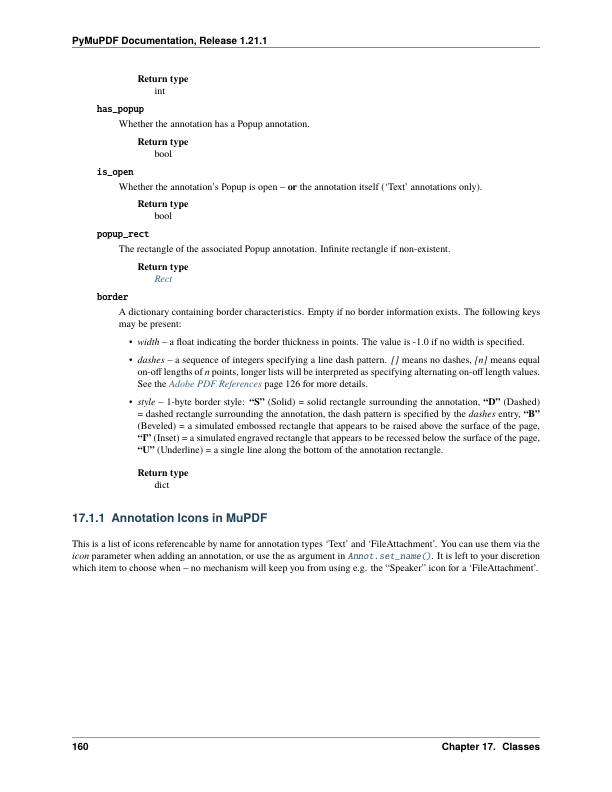 PyMuPDF Documentation, Release 1.21.1
Return type
int
has_popup
Whether the annotation has a Popup annotation.
Return type
bool
is_open
Whether the annotation's Popup is open – or the annotation itself ('Text' annotations only).
Return type
bool
popup_rect
The rectangle of the associated Popup annotation. Infinite rectangle if non-existent.
Return type
Rect
border
A dictionary containing border characteristics. Empty if no border information exists. The following keys
may be present:
• width – a float indicating the border thickness in points. The value is -1.0 if no width is specified.
• dashes – a sequence of integers specifying a line dash pattern. [] means no dashes, [n] means equal
on-off lengths of n points, longer lists will be interpreted as specifying alternating on-off length values.
See the Adobe PDF References page 126 for more details.
• style – 1-byte border style: “S” (Solid) = solid rectangle surrounding the annotation, “D” (Dashed)
= dashed rectangle surrounding the annotation, the dash pattern is specified by the dashes entry, “B”
(Beveled) = a simulated embossed rectangle that appears to be raised above the surface of the page,
“I” (Inset) = a simulated engraved rectangle that appears to be recessed below the surface of the page,
“U” (Underline) = a single line along the bottom of the annotation rectangle.
Return type
dict
17.1.1 Annotation Icons in MuPDF
This is a list of icons referencable by name for annotation types 'Text' and 'FileAttachment'. You can use them via the
icon parameter when adding an annotation, or use the as argument in Annot.set_name(). It is left to your discretion
which item to choose when – no mechanism will keep you from using e.g. the “Speaker” icon for a 'FileAttachment'.
160
Chapter 17. Classes